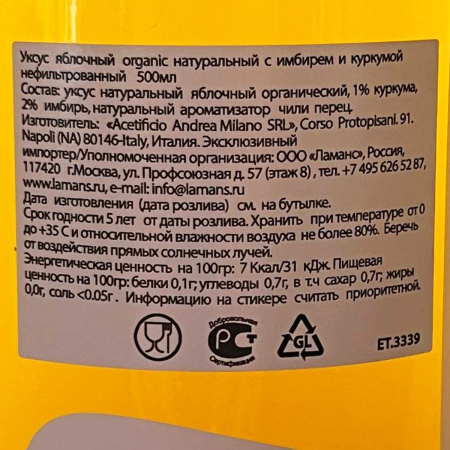 Уксус яблочный organic натуральный с имбирем и куркумой
нефильтрованный 500мл
Состав: уксус натуральный яблочный органический, 1% куркума,
2% имбирь, натуральный ароматизатор чили перец.
Изготовитель: «Acetificio Andrea Milano SRL», Corso Protopisani. 91.
Napoli (NA) 80146-Italy, Италия. Эксклюзивный
импортер/Уполномоченная организация: ООО «Ламанс», Россия,
117420 г.Москва, ул. Профсоюзная д. 57 (этаж 8) , тел.+7 495 626 52 87,
www.lamans.ru, e-mail: info@lamans.ru
Дата изготовления (дата розлива) см. на бутылке.
Срок годности 5 лет от даты розлива. Хранить при температуре от 0
до +35 С и относительной влажности воздуха не более 80%. Беречь
от воздействия прямых солнечных лучей.
Энергетическая ценность на 100гр: 7 Ккал/31 кДж. Пищевая
ценность на 100гр: белки 0,1г; углеводы 0,7г, в т.ч сахар 0,7г; жиры
0,0г, соль <0.05г. Информацию на стикере считать приоритетной.
Добровольная
РСТ
Сертификация
GL
ET.3339